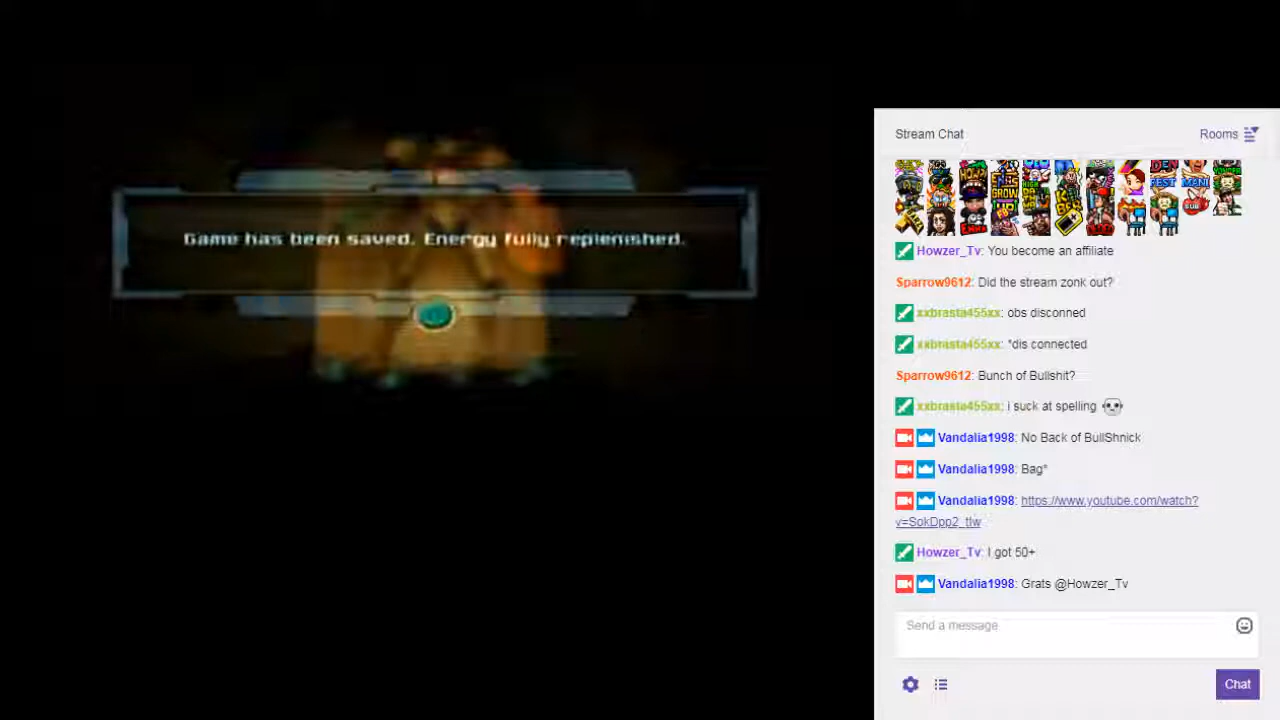 Game has been saved. Energy fully replenished.
Stream Chat
Rooms
Howzer_Tv: You become an affiliate
Sparrow9612: Did the stream zonk out?
xxbrasta455xx: obs disconned
xxbrasta455xx: *dis connected
Sparrow9612: Bunch of Bullshit?
xxbrasta455xx: i suck at spelling
Vandalia1998: No Back of BullShnick
Vandalia1998: Bag*
Vandalia1998: https://www.youtube.com/watch?
v=SokDpp2_tIw
Howzer_Tv: I got 50+
Vandalia1998: Grats @Howzer_Tv
Send a message
Chat